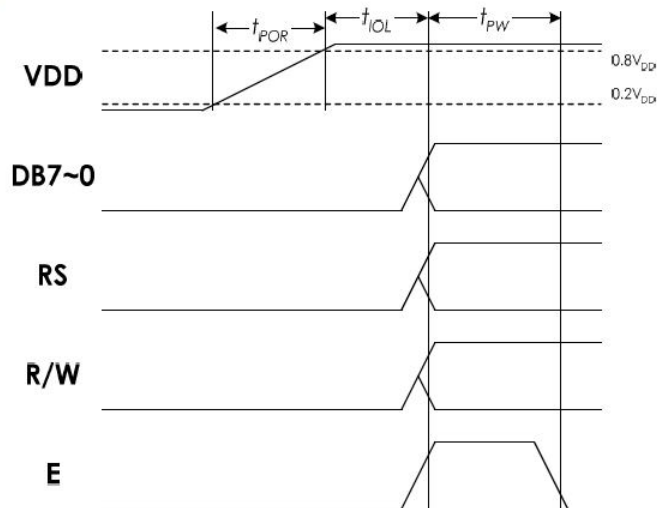 tPOR tIOL tPW
VDD
0.8VDD
0.2VDD
DB7~0
RS
R/W
E